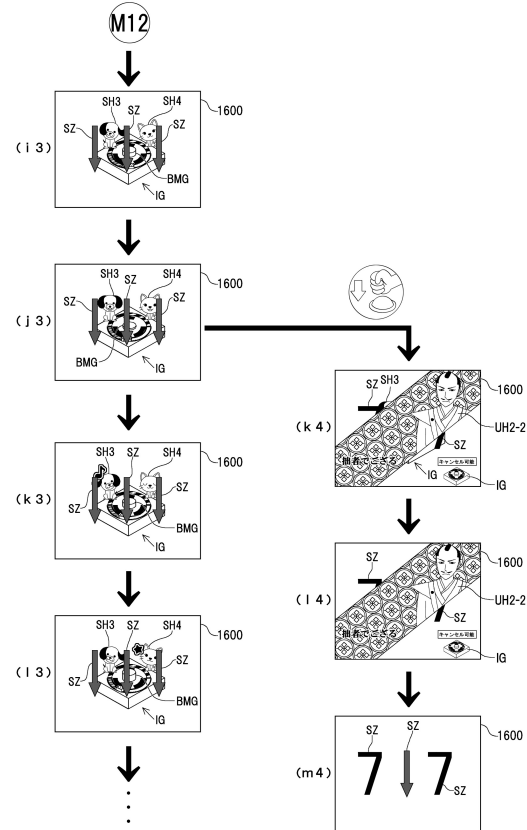 M12
SH3 SZ SH4
1600
SZ SZ
(i3)
BMG
IG
SH3 SZ SH4
1600
SZ SZ
(j3)
BMG
IG
SZ SH3
1600
(k4)
UH2-2
SZ
拙者でござる
キャンセル可能
IG
IG
SH3 SZ SH4
1600
(k3)
SZ SZ
BMG
IG
SZ
1600
(l4)
UH2-2
SZ
拙者でござる
キャンセル可能
IG
SH3 SZ SH4
1600
SZ SZ
(l3)
BMG
IG
SZ SZ
1600
(m4)
7 7
SZ